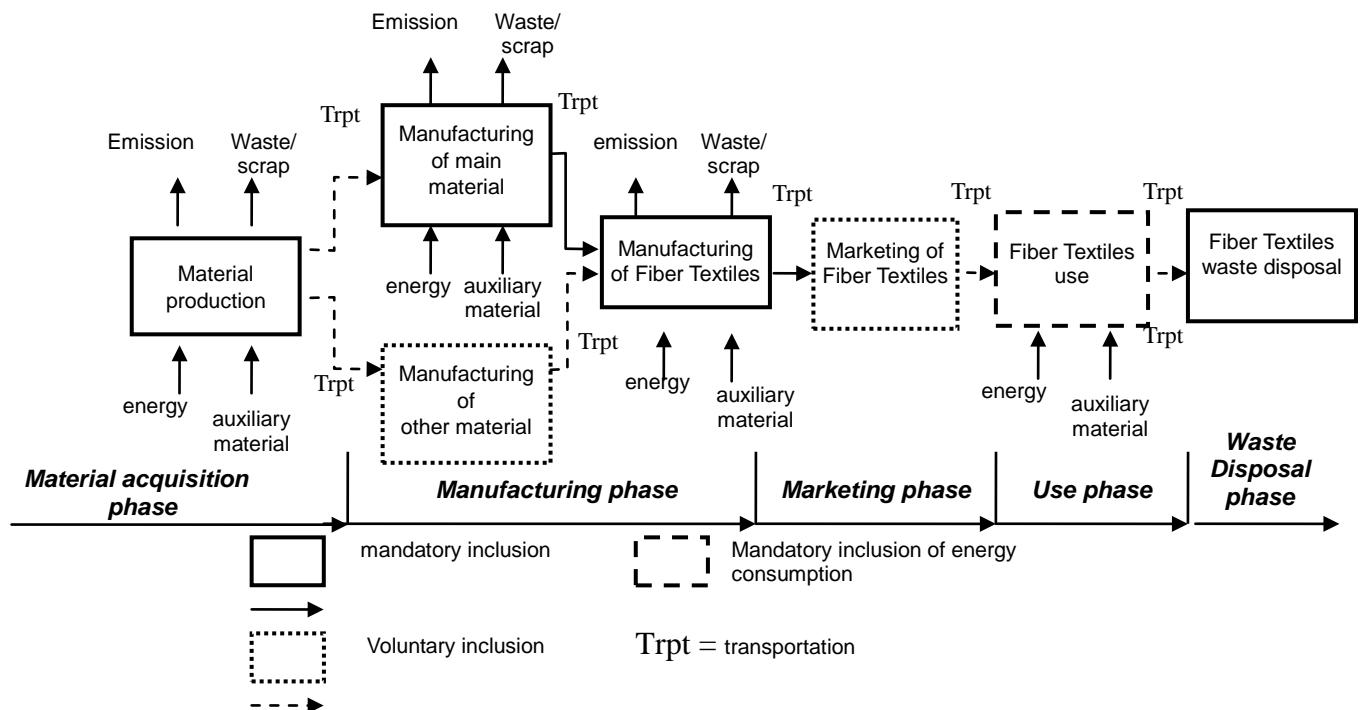 Emission
Waste/
scrap
Trpt
Trpt
Manufacturing
of main
material
Emission
Waste/
scrap
emission
Waste/
scrap
energy
auxiliary
material
Material
production
energy
auxiliary
material
Trpt
Manufacturing
of
other material
Trpt
Manufacturing
of Fiber Textiles
energy
auxiliary
material
Trpt
Marketing of
Fiber Textiles
Trpt
Fiber Textiles
use
energy
auxiliary
material
Trpt
Trpt
Fiber Textiles
waste disposal
Material acquisition
phase
Manufacturing phase
Marketing phase
Use phase
Waste
Disposal
phase
mandatory inclusion
Mandatory inclusion of energy
consumption
Voluntary inclusion
Trpt = transportation